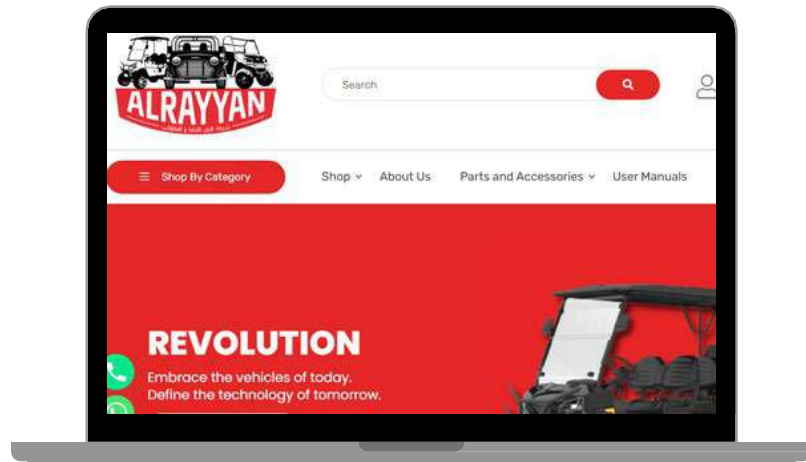 ALRAYYAN
Search
Shop By Category
Shop
About Us
Parts and Accessories
User Manuals
REVOLUTION
Embrace the vehicles of today.
Define the technology of tomorrow.